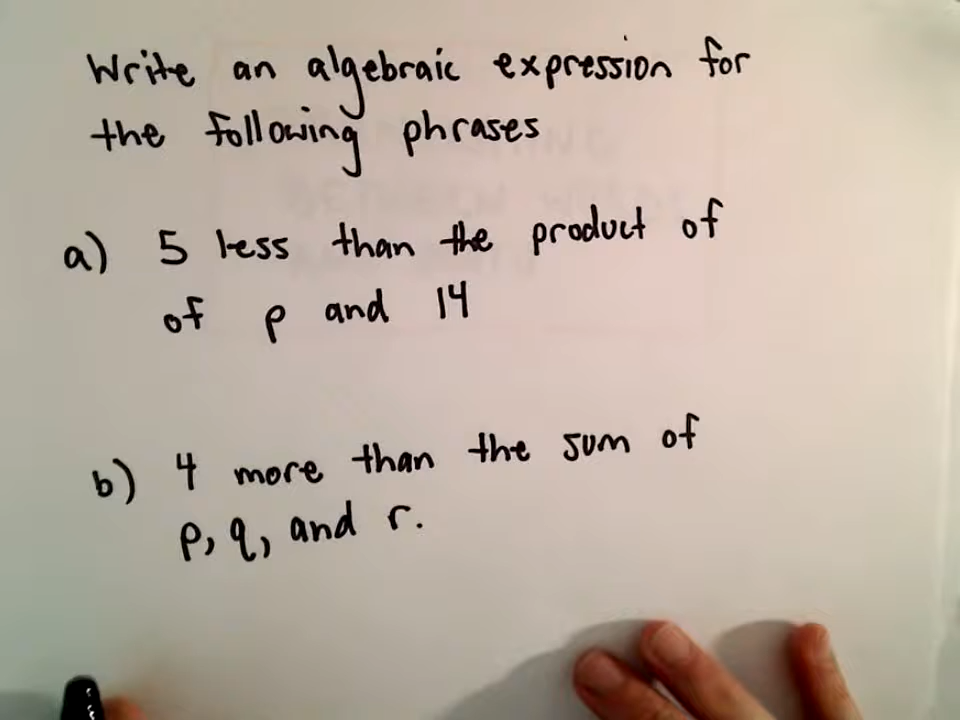 Write an algebraic expression for
the following phrases
a) 5 less than the product of
of p and 14
b) 4 more than the sum of
p, q, and r.